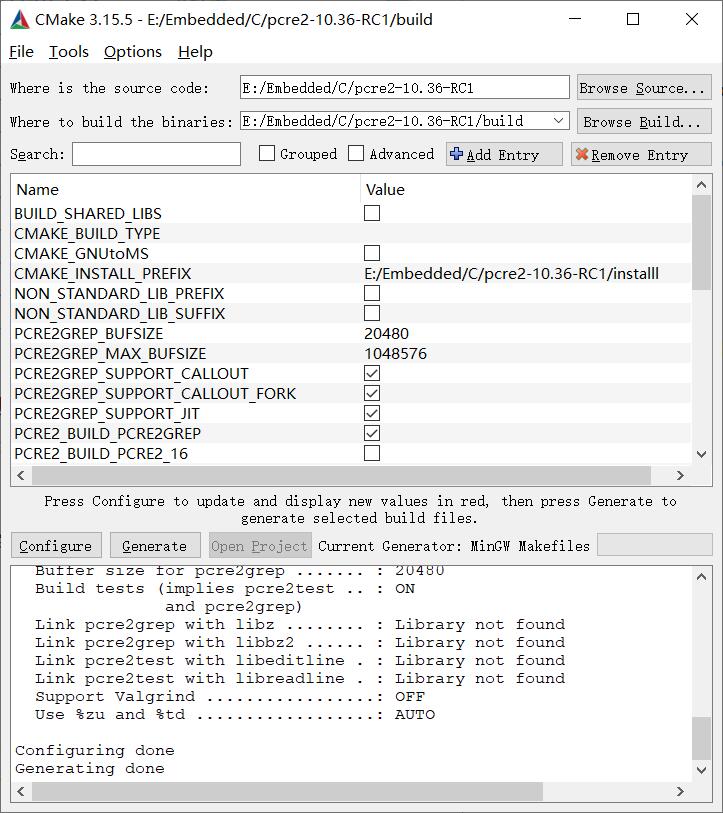 CMake 3.15.5 - E:/Embedded/C/pcre2-10.36-RC1/build
File Tools Options Help
Where is the source code: E:/Embedded/C/pcre2-10.36-RC1 Browse Source...
Where to build the binaries: E:/Embedded/C/pcre2-10.36-RC1/build Browse Build...
Search: Grouped Advanced Add Entry Remove Entry
Name Value
BUILD_SHARED_LIBS
CMAKE_BUILD_TYPE
CMAKE_GNUtoMS
CMAKE_INSTALL_PREFIX E:/Embedded/C/pcre2-10.36-RC1/installl
NON_STANDARD_LIB_PREFIX
NON_STANDARD_LIB_SUFFIX
PCRE2GREP_BUFSIZE 20480
PCRE2GREP_MAX_BUFSIZE 1048576
PCRE2GREP_SUPPORT_CALLOUT
PCRE2GREP_SUPPORT_CALLOUT_FORK
PCRE2GREP_SUPPORT_JIT
PCRE2_BUILD_PCRE2GREP
PCRE2_BUILD_PCRE2_16
Press Configure to update and display new values in red, then press Generate to
generate selected build files.
Configure Generate Open Project Current Generator: MinGW Makefiles
Buffer size for pcre2grep ....... : 20480
Build tests (implies pcre2test .. : ON
and pcre2grep)
Link pcre2grep with libz ........ : Library not found
Link pcre2grep with libbz2 ...... : Library not found
Link pcre2test with libeditline . : Library not found
Link pcre2test with libreadline . : Library not found
Support Valgrind .................: OFF
Use %zu and %td ..................: AUTO
Configuring done
Generating done